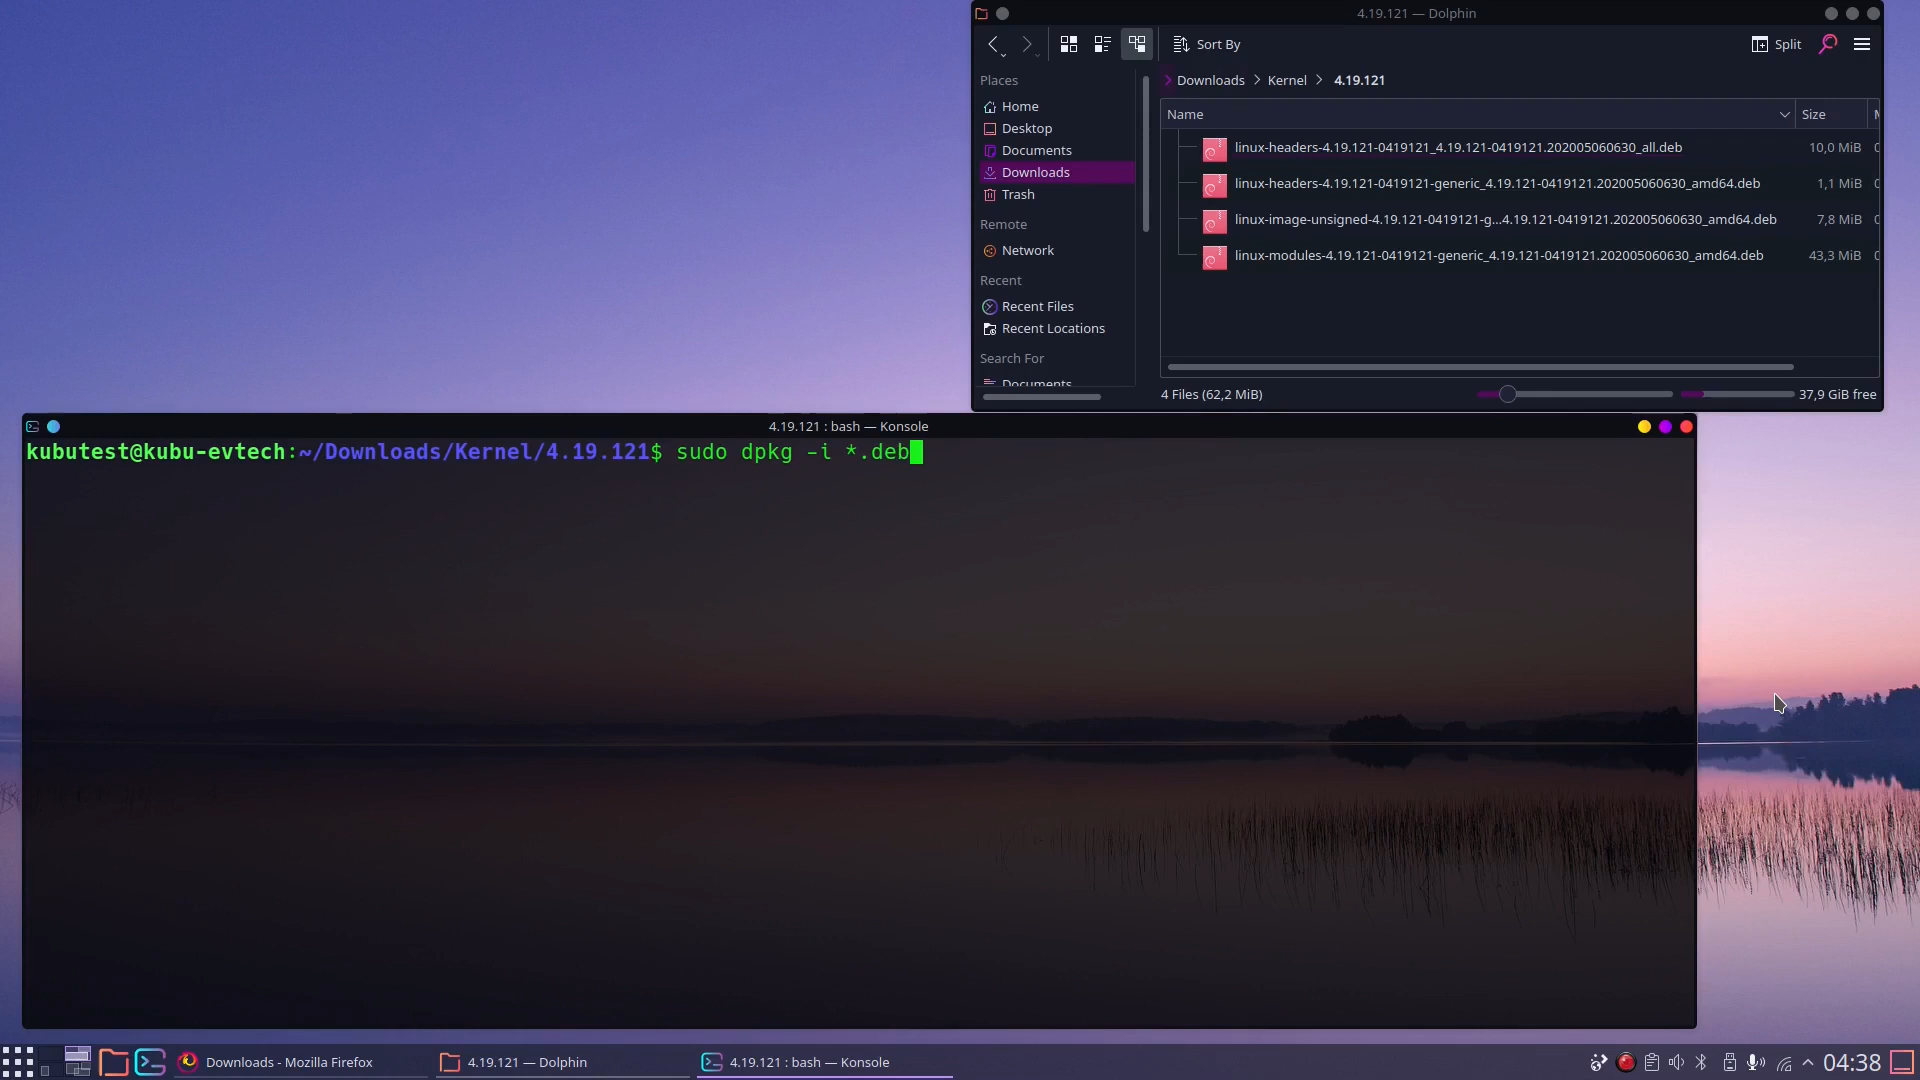 4.19.121 — Dolphin
Sort By
Split
Places
Home
Desktop
Documents
Downloads
Trash
Remote
Network
Recent
Recent Files
Recent Locations
Search For
Documents
Downloads > Kernel > 4.19.121
Name Size
linux-headers-4.19.121-0419121_4.19.121-0419121.202005060630_all.deb 10,0 MiB
linux-headers-4.19.121-0419121-generic_4.19.121-0419121.202005060630_amd64.deb 1,1 MiB
linux-image-unsigned-4.19.121-0419121-g...4.19.121-0419121.202005060630_amd64.deb 7,8 MiB
linux-modules-4.19.121-0419121-generic_4.19.121-0419121.202005060630_amd64.deb 43,3 MiB
4 Files (62,2 MiB) 37,9 GiB free
4.19.121 : bash — Konsole
kubutest@kubu-evtech:~/Downloads/Kernel/4.19.121$ sudo dpkg -i *.deb
Downloads - Mozilla Firefox
4.19.121 — Dolphin
4.19.121 : bash — Konsole
04:38